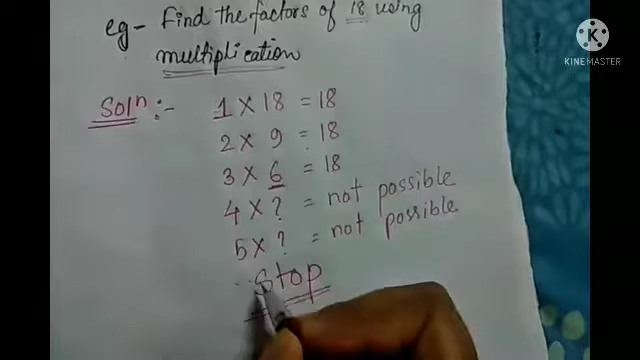 eg- Find the factors of 18 using
multiplication
Solⁿ :- 1 × 18 = 18
2 × 9 = 18
3 × 6 = 18
4 × ? = not possible
5 × ? = not possible
Stop
KINEMASTER